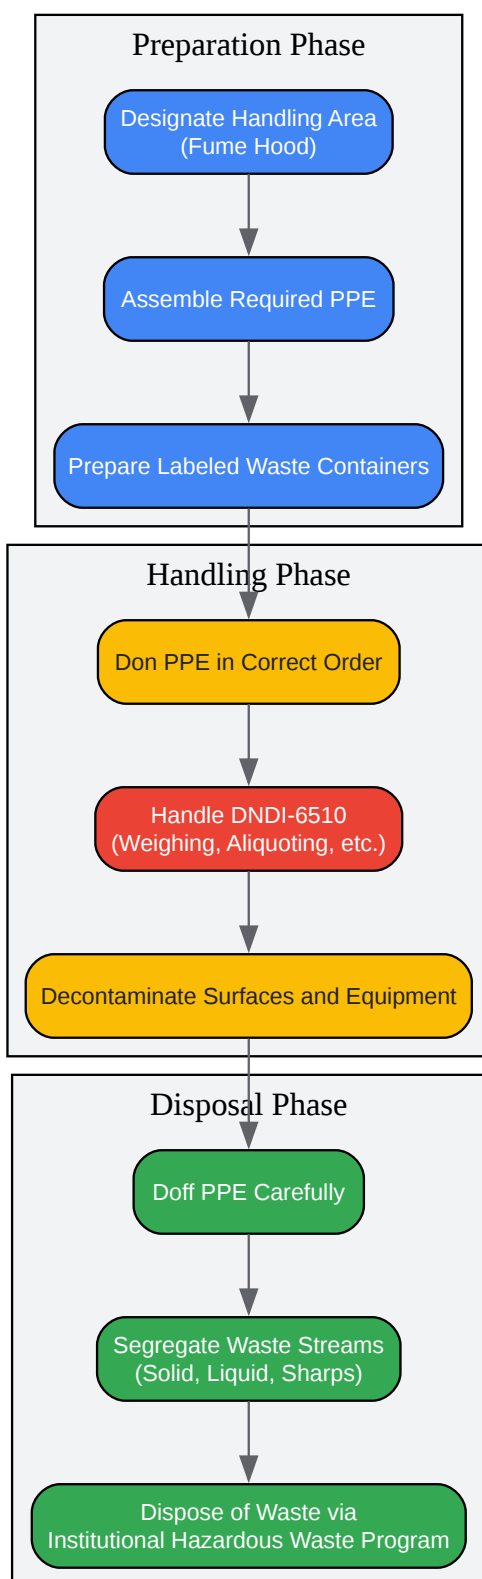 Preparation Phase
Designate Handling Area
(Fume Hood)
Assemble Required PPE
Prepare Labeled Waste Containers
Handling Phase
Don PPE in Correct Order
Handle DNDI-6510
(Weighing, Aliquoting, etc.)
Decontaminate Surfaces and Equipment
Disposal Phase
Doff PPE Carefully
Segregate Waste Streams
(Solid, Liquid, Sharps)
Dispose of Waste via
Institutional Hazardous Waste Program